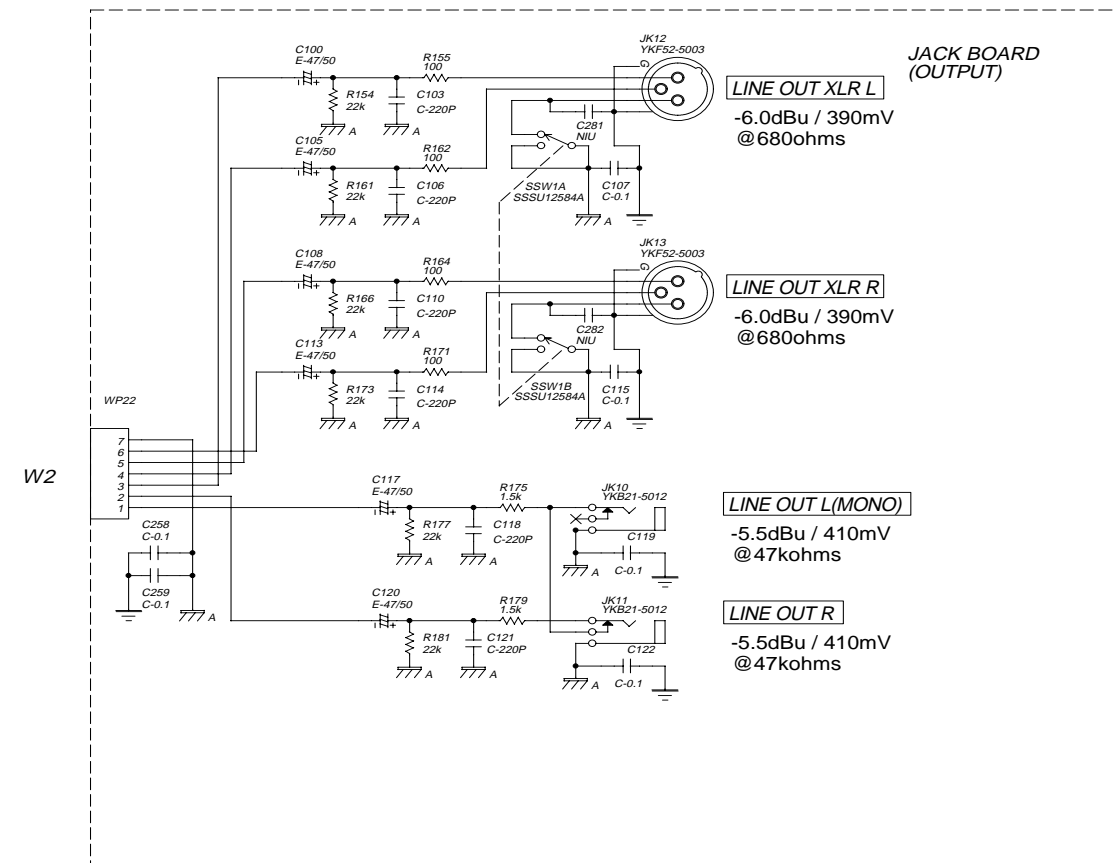 JACK BOARD
(OUTPUT)
C100
E-47/50
R155
100
JK12
YKF52-5003
G
R154
22k
C103
C-220P
A
A
LINE OUT XLR L
-6.0dBu / 390mV
@680ohms
C281
NIU
C105
E-47/50
R162
100
R161
22k
C106
C-220P
SSW1A
SSSU12584A
C107
C-0.1
A
A
A
C108
E-47/50
R164
100
JK13
YKF52-5003
G
R166
22k
C110
C-220P
A
A
LINE OUT XLR R
-6.0dBu / 390mV
@680ohms
C282
NIU
C113
E-47/50
R171
100
R173
22k
C114
C-220P
SSW1B
SSSU12584A
C115
C-0.1
A
A
A
WP22
W2
7
6
5
4
3
2
1
C258
C-0.1
C259
C-0.1
A
C117
E-47/50
R175
1.5k
JK10
YKB21-5012
R177
22k
C118
C-220P
C119
C-0.1
A
A
A
LINE OUT L(MONO)
-5.5dBu / 410mV
@47kohms
C120
E-47/50
R179
1.5k
JK11
YKB21-5012
R181
22k
C121
C-220P
C122
C-0.1
A
A
A
LINE OUT R
-5.5dBu / 410mV
@47kohms